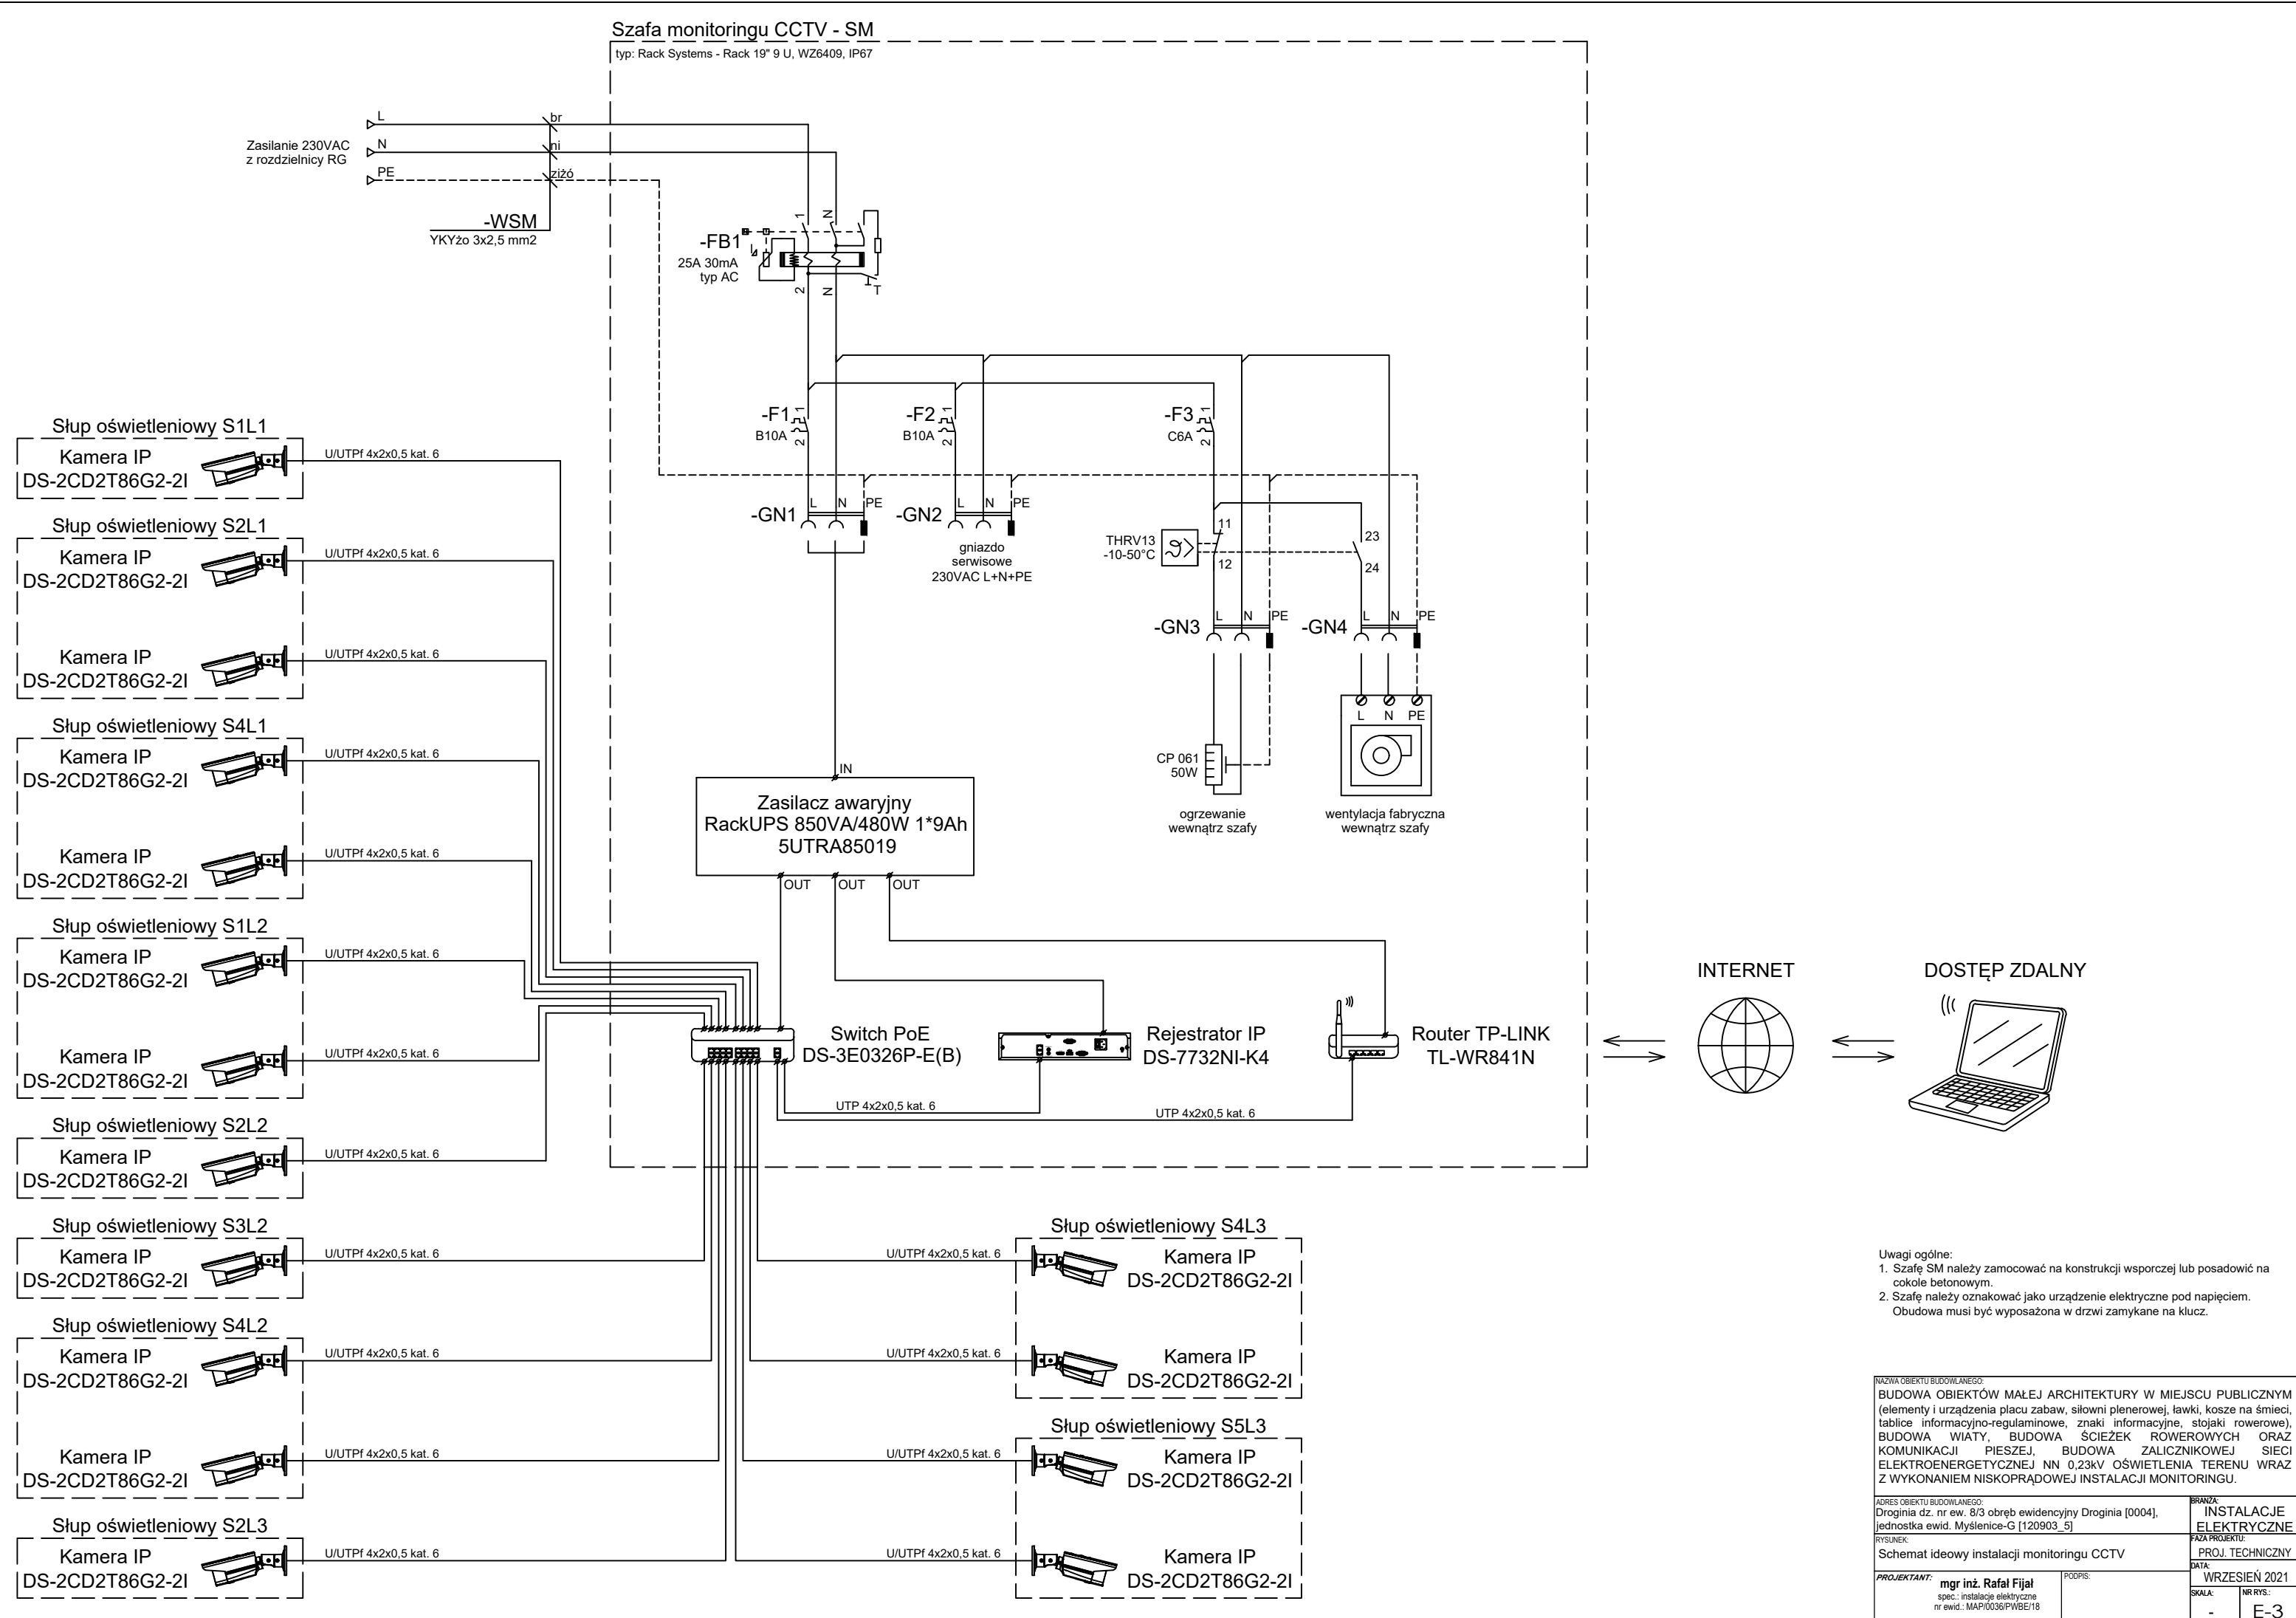 Szafa monitoringu CCTV - SM
typ: Rack Systems - Rack 19" 9 U, WZ6409, IP67
L
br
Zasilanie 230VAC
z rozdzielnicy RG
N
ni
PE
ziżó
-WSM
YKYżo 3x2,5 mm2
1
N
-FB1
25A 30mA
typ AC
2
N
T
-F1
B10A
1
2
-F2
B10A
1
2
-F3
C6A
1
2
-GN1
L
N
PE
-GN2
L
N
PE
gniazdo
serwisowe
230VAC L+N+PE
THRV13
-10-50°C
11
12
23
24
-GN3
L
N
PE
-GN4
L
N
PE
L
N
PE
CP 061
50W
ogrzewanie
wewnątrz szafy
wentylacja fabryczna
wewnątrz szafy
IN
Zasilacz awaryjny
RackUPS 850VA/480W 1*9Ah
5UTRA85019
OUT
OUT
OUT
Switch PoE
DS-3E0326P-E(B)
Rejestrator IP
DS-7732NI-K4
Router TP-LINK
TL-WR841N
UTP 4x2x0,5 kat. 6
UTP 4x2x0,5 kat. 6
INTERNET
DOSTĘP ZDALNY
Słup oświetleniowy S1L1
Kamera IP
DS-2CD2T86G2-2I
U/UTPf 4x2x0,5 kat. 6
Słup oświetleniowy S2L1
Kamera IP
DS-2CD2T86G2-2I
U/UTPf 4x2x0,5 kat. 6
Kamera IP
DS-2CD2T86G2-2I
U/UTPf 4x2x0,5 kat. 6
Słup oświetleniowy S4L1
Kamera IP
DS-2CD2T86G2-2I
U/UTPf 4x2x0,5 kat. 6
Kamera IP
DS-2CD2T86G2-2I
U/UTPf 4x2x0,5 kat. 6
Słup oświetleniowy S1L2
Kamera IP
DS-2CD2T86G2-2I
U/UTPf 4x2x0,5 kat. 6
Kamera IP
DS-2CD2T86G2-2I
U/UTPf 4x2x0,5 kat. 6
Słup oświetleniowy S2L2
Kamera IP
DS-2CD2T86G2-2I
U/UTPf 4x2x0,5 kat. 6
Słup oświetleniowy S3L2
Kamera IP
DS-2CD2T86G2-2I
U/UTPf 4x2x0,5 kat. 6
Słup oświetleniowy S4L2
Kamera IP
DS-2CD2T86G2-2I
U/UTPf 4x2x0,5 kat. 6
Kamera IP
DS-2CD2T86G2-2I
U/UTPf 4x2x0,5 kat. 6
Słup oświetleniowy S2L3
Kamera IP
DS-2CD2T86G2-2I
U/UTPf 4x2x0,5 kat. 6
Słup oświetleniowy S4L3
U/UTPf 4x2x0,5 kat. 6
Kamera IP
DS-2CD2T86G2-2I
U/UTPf 4x2x0,5 kat. 6
Kamera IP
DS-2CD2T86G2-2I
Słup oświetleniowy S5L3
U/UTPf 4x2x0,5 kat. 6
Kamera IP
DS-2CD2T86G2-2I
U/UTPf 4x2x0,5 kat. 6
Kamera IP
DS-2CD2T86G2-2I
Uwagi ogólne:
1. Szafę SM należy zamocować na konstrukcji wsporczej lub posadowić na
cokole betonowym.
2. Szafę należy oznakować jako urządzenie elektryczne pod napięciem.
Obudowa musi być wyposażona w drzwi zamykane na klucz.
NAZWA OBIEKTU BUDOWLANEGO:
BUDOWA OBIEKTÓW MAŁEJ ARCHITEKTURY W MIEJSCU PUBLICZNYM
(elementy i urządzenia placu zabaw, siłowni plenerowej, ławki, kosze na śmieci,
tablice informacyjno-regulaminowe, znaki informacyjne, stojaki rowerowe),
BUDOWA WIATY, BUDOWA ŚCIEŻEK ROWEROWYCH ORAZ
KOMUNIKACJI PIESZEJ, BUDOWA ZALICZNIKOWEJ SIECI
ELEKTROENERGETYCZNEJ NN 0,23kV OŚWIETLENIA TERENU WRAZ
Z WYKONANIEM NISKOPRĄDOWEJ INSTALACJI MONITORINGU.
ADRES OBIEKTU BUDOWLANEGO:
Droginia dz. nr ew. 8/3 obręb ewidencyjny Droginia [0004],
jednostka ewid. Myślenice-G [120903_5]
BRANŻA:
INSTALACJE
ELEKTRYCZNE
RYSUNEK:
Schemat ideowy instalacji monitoringu CCTV
FAZA PROJEKTU:
PROJ. TECHNICZNY
DATA:
WRZESIEŃ 2021
PROJEKTANT:
mgr inż. Rafał Fijał
spec.: instalacje elektryczne
nr ewid.: MAP/0036/PWBE/18
PODPIS:
SKALA:
-
NR RYS.:
E-3